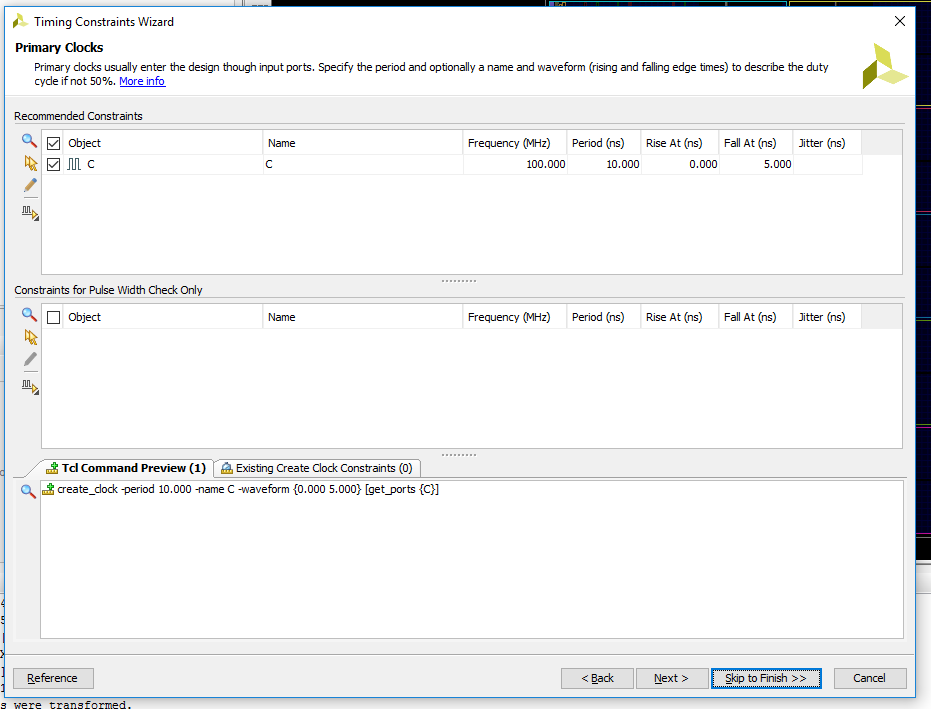 Timing Constraints Wizard
Primary Clocks
Primary clocks usually enter the design though input ports. Specify the period and optionally a name and waveform (rising and falling edge times) to describe the duty
cycle if not 50%. More info
Recommended Constraints
Object Name Frequency (MHz) Period (ns) Rise At (ns) Fall At (ns) Jitter (ns)
C C 100.000 10.000 0.000 5.000
Constraints for Pulse Width Check Only
Object Name Frequency (MHz) Period (ns) Rise At (ns) Fall At (ns) Jitter (ns)
Tcl Command Preview (1) Existing Create Clock Constraints (0)
create_clock -period 10.000 -name C -waveform {0.000 5.000} [get_ports {C}]
Reference < Back Next > Skip to Finish >> Cancel
s were transformed.